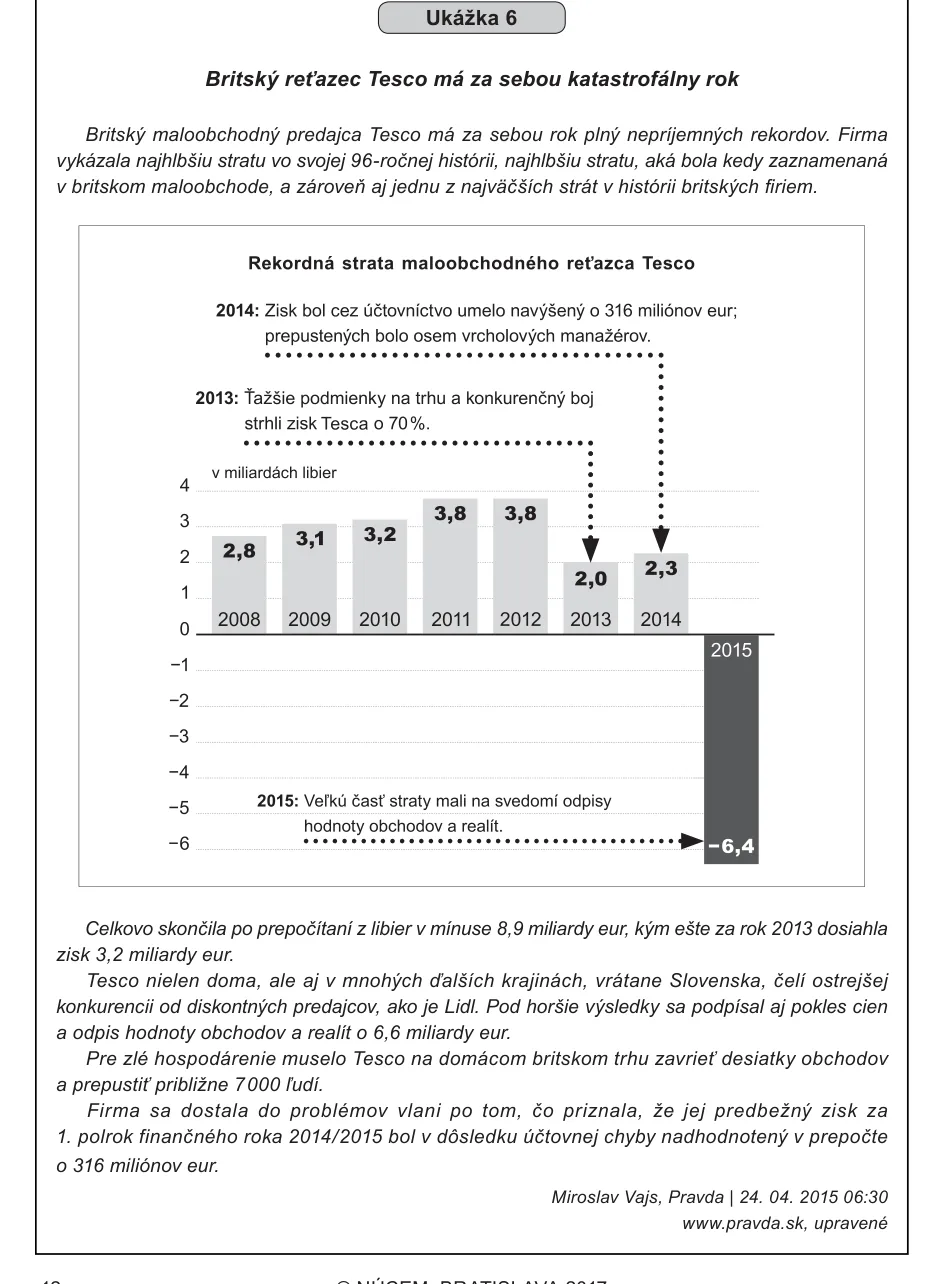 Ukážka 6
Britský reťazec Tesco má za sebou katastrofálny rok
Britský maloobchodný predajca Tesco má za sebou rok plný nepríjemných rekordov. Firma
vykázala najhlbšiu stratu vo svojej 96-ročnej histórii, najhlbšiu stratu, aká bola kedy zaznamenaná
v britskom maloobchode, a zároveň aj jednu z najväčších strát v histórii britských firiem.
Rekordná strata maloobchodného reťazca Tesco
2014: Zisk bol cez účtovníctvo umelo navýšený o 316 miliónov eur;
prepustených bolo osem vrcholových manažérov.
2013: Ťažšie podmienky na trhu a konkurenčný boj
strhli zisk Tesca o 70 %.
v miliardách libier
4
3
2
1
0
−1
−2
−3
−4
−5
−6
2,8
3,1
3,2
3,8
3,8
2,0
2,3
2008 2009 2010 2011 2012 2013 2014
2015
2015: Veľkú časť straty mali na svedomí odpisy
hodnoty obchodov a realít.
−6,4
Celkovo skončila po prepočítaní z libier v mínuse 8,9 miliardy eur, kým ešte za rok 2013 dosiahla
zisk 3,2 miliardy eur.
Tesco nielen doma, ale aj v mnohých ďalších krajinách, vrátane Slovenska, čelí ostrejšej
konkurencii od diskontných predajcov, ako je Lidl. Pod horšie výsledky sa podpísal aj pokles cien
a odpis hodnoty obchodov a realít o 6,6 miliardy eur.
Pre zlé hospodárenie muselo Tesco na domácom britskom trhu zavrieť desiatky obchodov
a prepustiť približne 7 000 ľudí.
Firma sa dostala do problémov vlani po tom, čo priznala, že jej predbežný zisk za
1. polrok finančného roka 2014/2015 bol v dôsledku účtovnej chyby nadhodnotený v prepočte
o 316 miliónov eur.
Miroslav Vajs, Pravda | 24. 04. 2015 06:30
www.pravda.sk, upravené
© NÚCEM, BRATISLAVA 2017